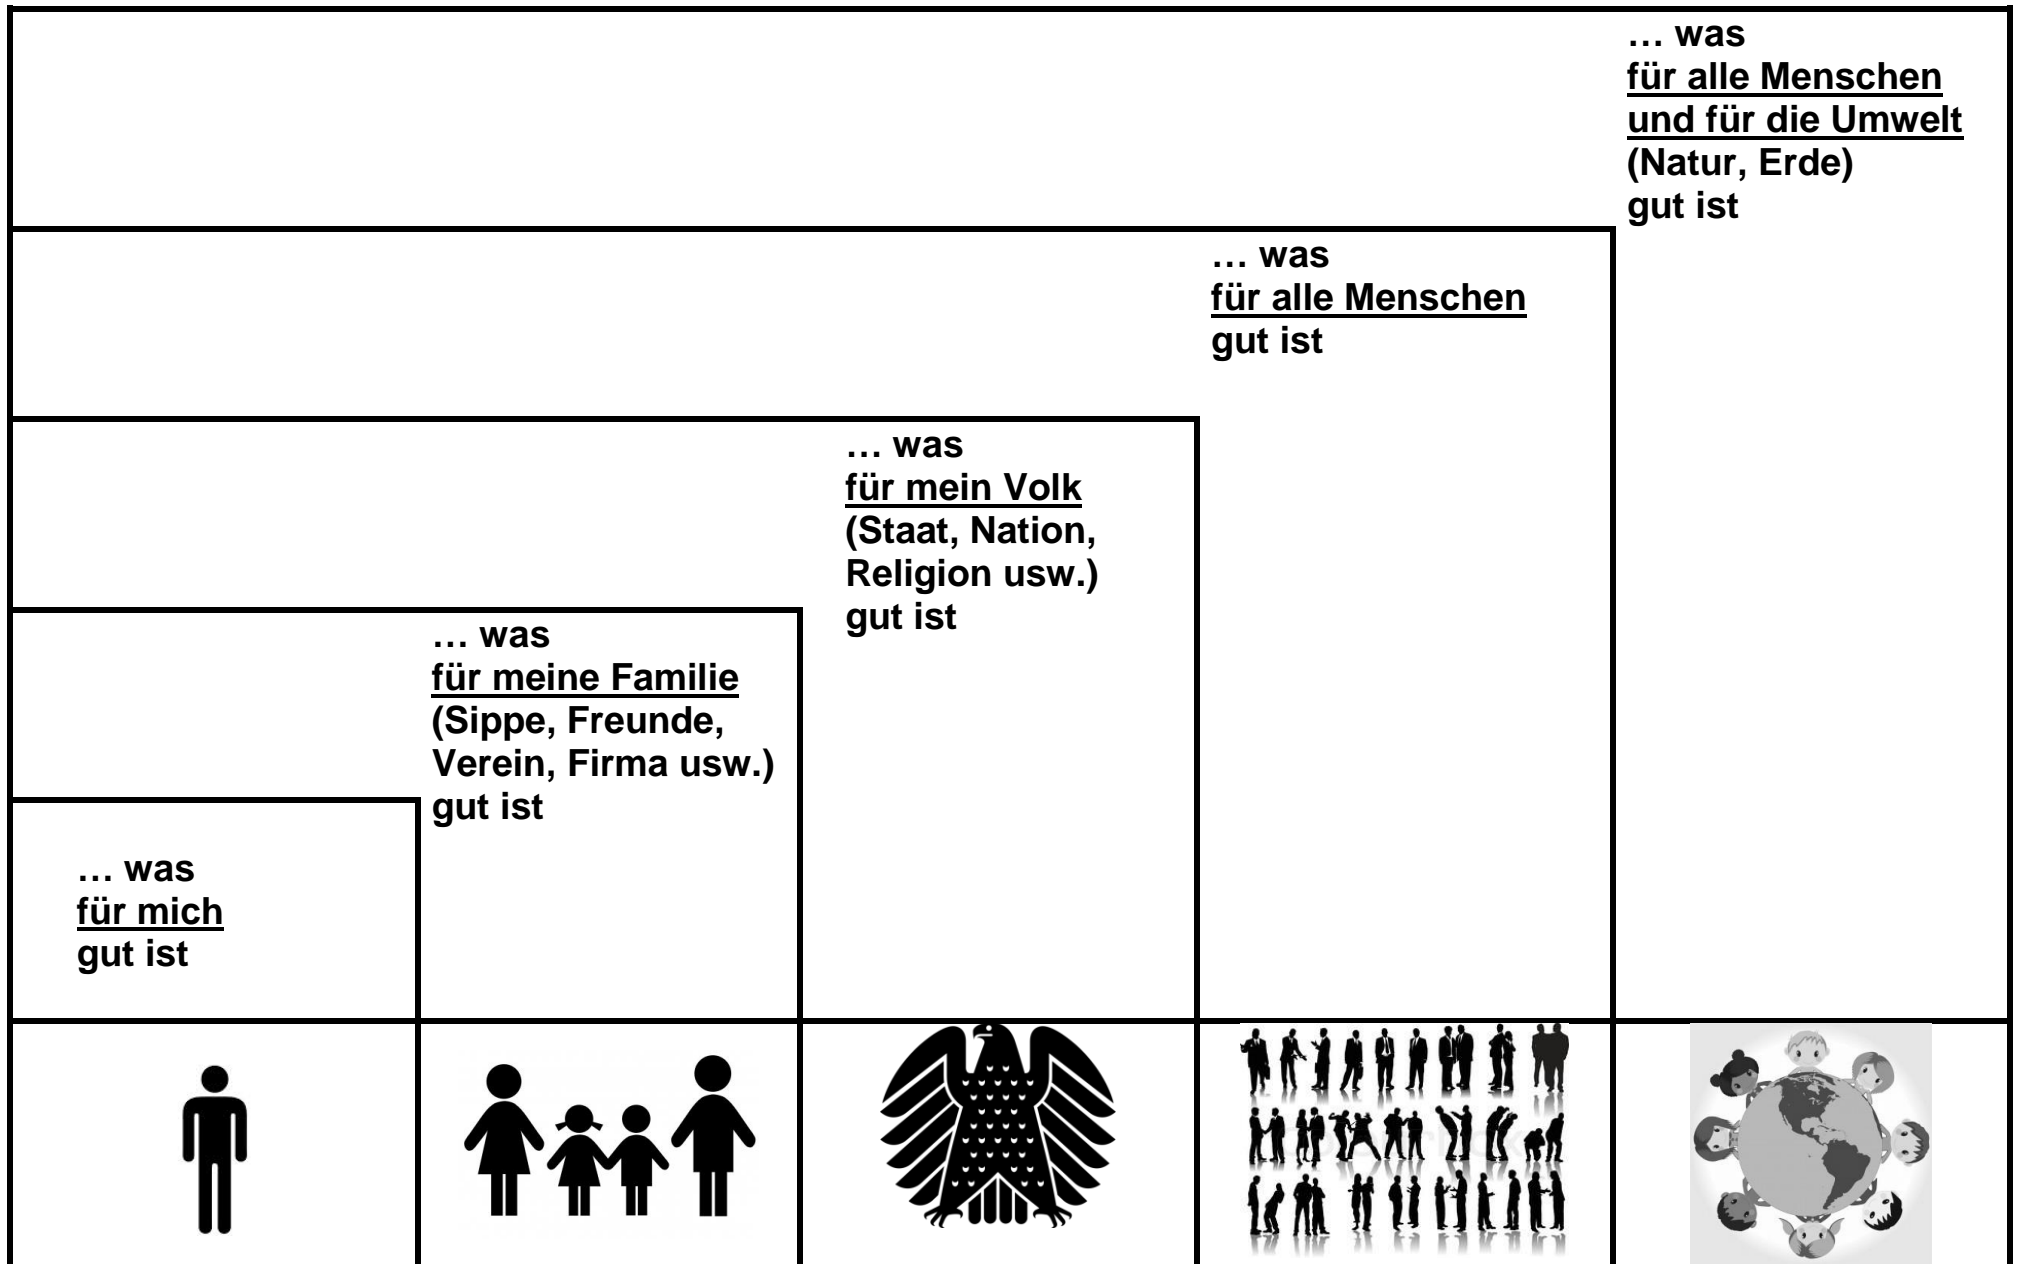 … was
für alle Menschen
und für die Umwelt
(Natur, Erde)
gut ist
… was
für alle Menschen
gut ist
… was
für mein Volk
(Staat, Nation,
Religion usw.)
gut ist
… was
für meine Familie
(Sippe, Freunde,
Verein, Firma usw.)
gut ist
… was
für mich
gut ist